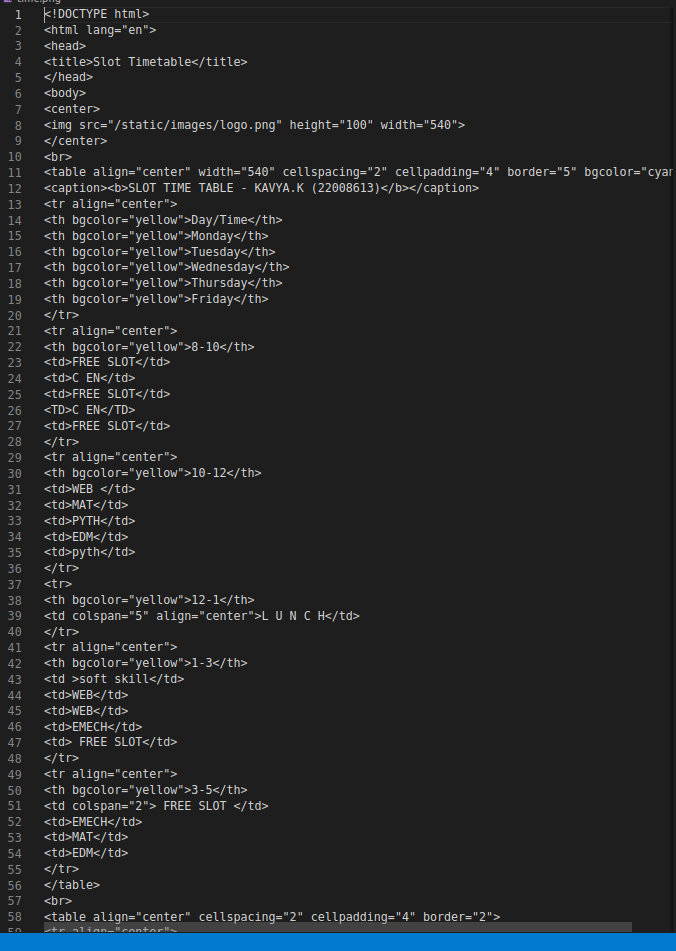 time.png
1 <!DOCTYPE html>
2 <html lang="en">
3 <head>
4 <title>Slot Timetable</title>
5 </head>
6 <body>
7 <center>
8 <img src="/static/images/logo.png" height="100" width="540">
9 </center>
10 <br>
11 <table align="center" width="540" cellspacing="2" cellpadding="4" border="5" bgcolor="cyan
12 <caption><b>SLOT TIME TABLE - KAVYA.K (22008613)</b></caption>
13 <tr align="center">
14 <th bgcolor="yellow">Day/Time</th>
15 <th bgcolor="yellow">Monday</th>
16 <th bgcolor="yellow">Tuesday</th>
17 <th bgcolor="yellow">Wednesday</th>
18 <th bgcolor="yellow">Thursday</th>
19 <th bgcolor="yellow">Friday</th>
20 </tr>
21 <tr align="center">
22 <th bgcolor="yellow">8-10</th>
23 <td>FREE SLOT</td>
24 <td>C EN</td>
25 <td>FREE SLOT</td>
26 <TD>C EN</TD>
27 <td>FREE SLOT</td>
28 </tr>
29 <tr align="center">
30 <th bgcolor="yellow">10-12</th>
31 <td>WEB </td>
32 <td>MAT</td>
33 <td>PYTH</td>
34 <td>EDM</td>
35 <td>pyth</td>
36 </tr>
37 <tr>
38 <th bgcolor="yellow">12-1</th>
39 <td colspan="5" align="center">L U N C H</td>
40 </tr>
41 <tr align="center">
42 <th bgcolor="yellow">1-3</th>
43 <td >soft skill</td>
44 <td>WEB</td>
45 <td>WEB</td>
46 <td>EMECH</td>
47 <td> FREE SLOT</td>
48 </tr>
49 <tr align="center">
50 <th bgcolor="yellow">3-5</th>
51 <td colspan="2"> FREE SLOT </td>
52 <td>EMECH</td>
53 <td>MAT</td>
54 <td>EDM</td>
55 </tr>
56 </table>
57 <br>
58 <table align="center" cellspacing="2" cellpadding="4" border="2">
59 <tr align="center">